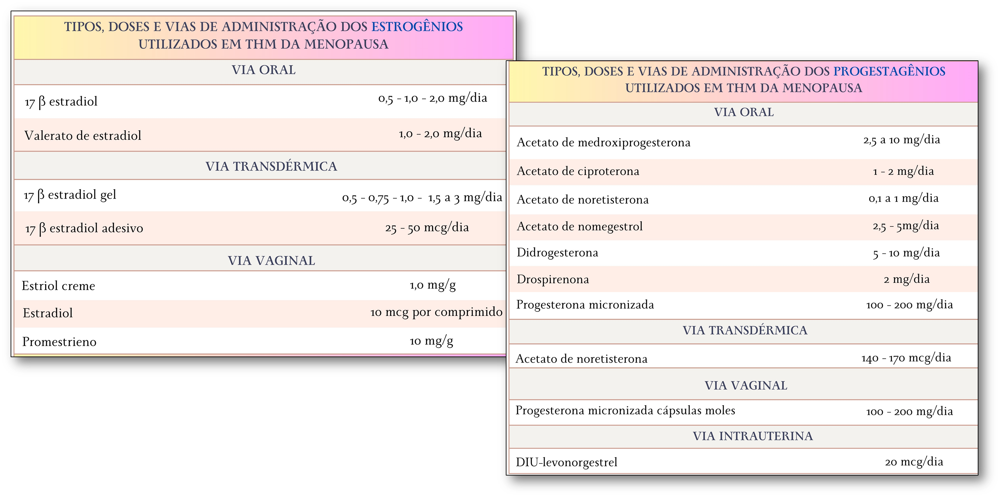 TIPOS, DOSES E VIAS DE ADMINISTRAÇÃO DOS ESTROGÊNIOS
UTILIZADOS EM THM DA MENOPAUSA
VIA ORAL
17 β estradiol 0,5 - 1,0 - 2,0 mg/dia
Valerato de estradiol 1,0 - 2,0 mg/dia
VIA TRANSDÉRMICA
17 β estradiol gel 0,5 - 0,75 - 1,0 - 1,5 a 3 mg/dia
17 β estradiol adesivo 25 - 50 mcg/dia
VIA VAGINAL
Estriol creme 1,0 mg/g
Estradiol 10 mcg por comprimido
Promestrieno 10 mg/g
TIPOS, DOSES E VIAS DE ADMINISTRAÇÃO DOS PROGESTAGÊNIOS
UTILIZADOS EM THM DA MENOPAUSA
VIA ORAL
Acetato de medroxiprogesterona 2,5 a 10 mg/dia
Acetato de ciproterona 1 - 2 mg/dia
Acetato de noretisterona 0,1 a 1 mg/dia
Acetato de nomegestrol 2,5 - 5mg/dia
Didrogesterona 5 - 10 mg/dia
Drospirenona 2 mg/dia
Progesterona micronizada 100 - 200 mg/dia
VIA TRANSDÉRMICA
Acetato de noretisterona 140 - 170 mcg/dia
VIA VAGINAL
Progesterona micronizada cápsulas moles 100 - 200 mg/dia
VIA INTRAUTERINA
DIU-levonorgestrel 20 mcg/dia